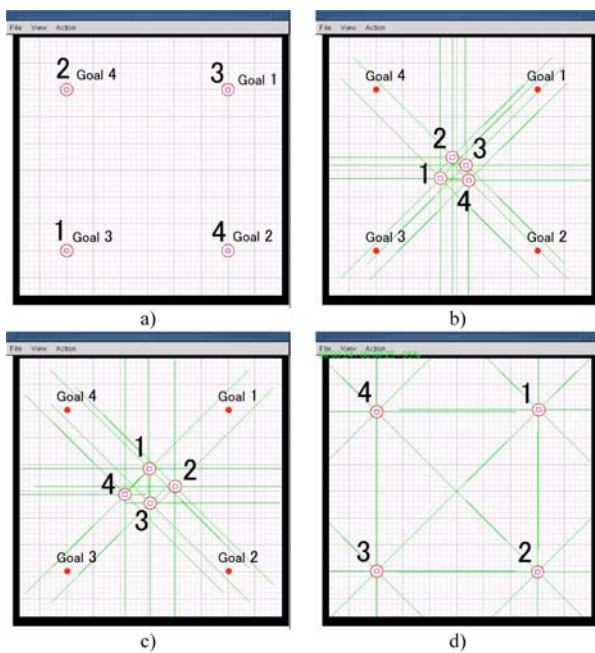 File View Action
2 Goal 4
3 Goal 1
1 Goal 3
4 Goal 2
a)
File View Action
Goal 4
Goal 1
2
3
1
4
Goal 3
Goal 2
b)
File View Action
Goal 4
Goal 1
1
2
4
3
Goal 3
Goal 2
c)
File View Action
4
1
3
2
d)